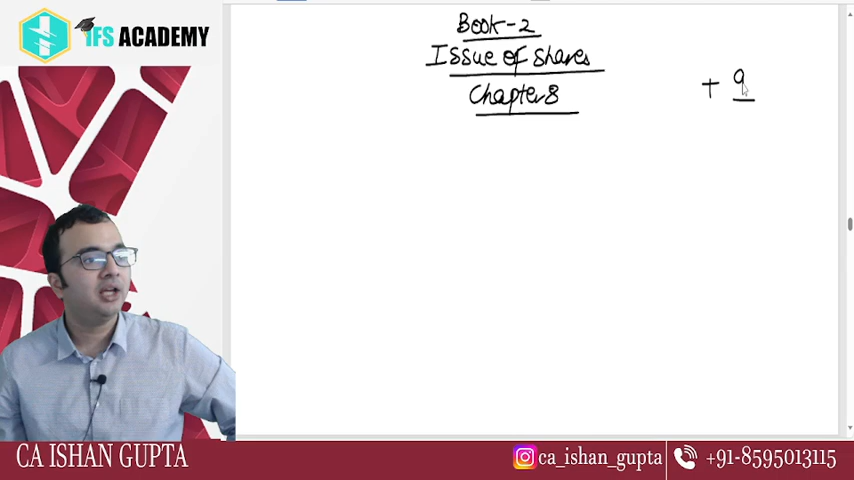 IFS ACADEMY
Book-2
Issue of shares
Chapter 8
+ 9
CA ISHAN GUPTA
ca_ishan_gupta
+91-8595013115